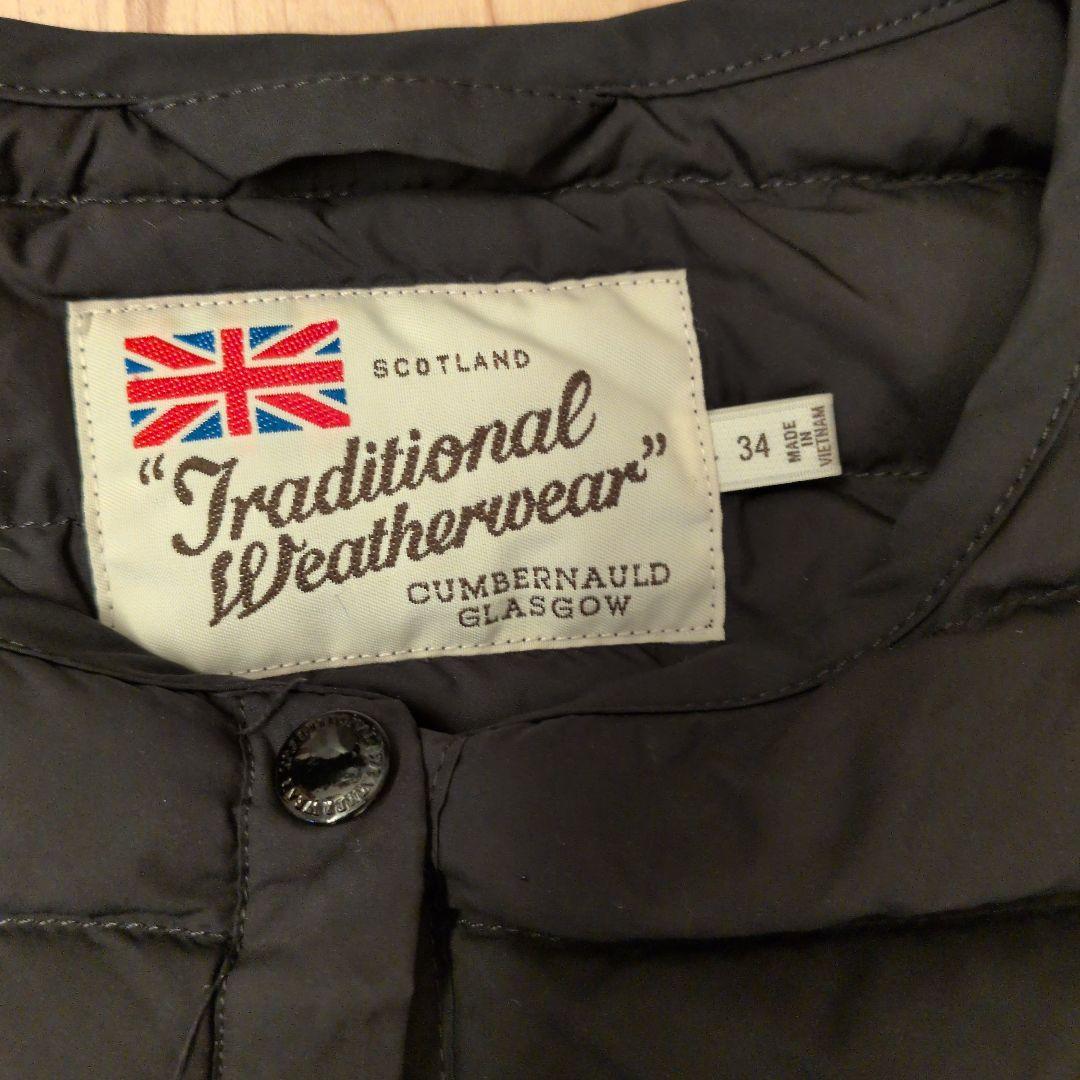 SCOTLAND
"Traditional
Weatherwear"
CUMBERNAULD
GLASGOW
34
MADE
IN
VIETNAM